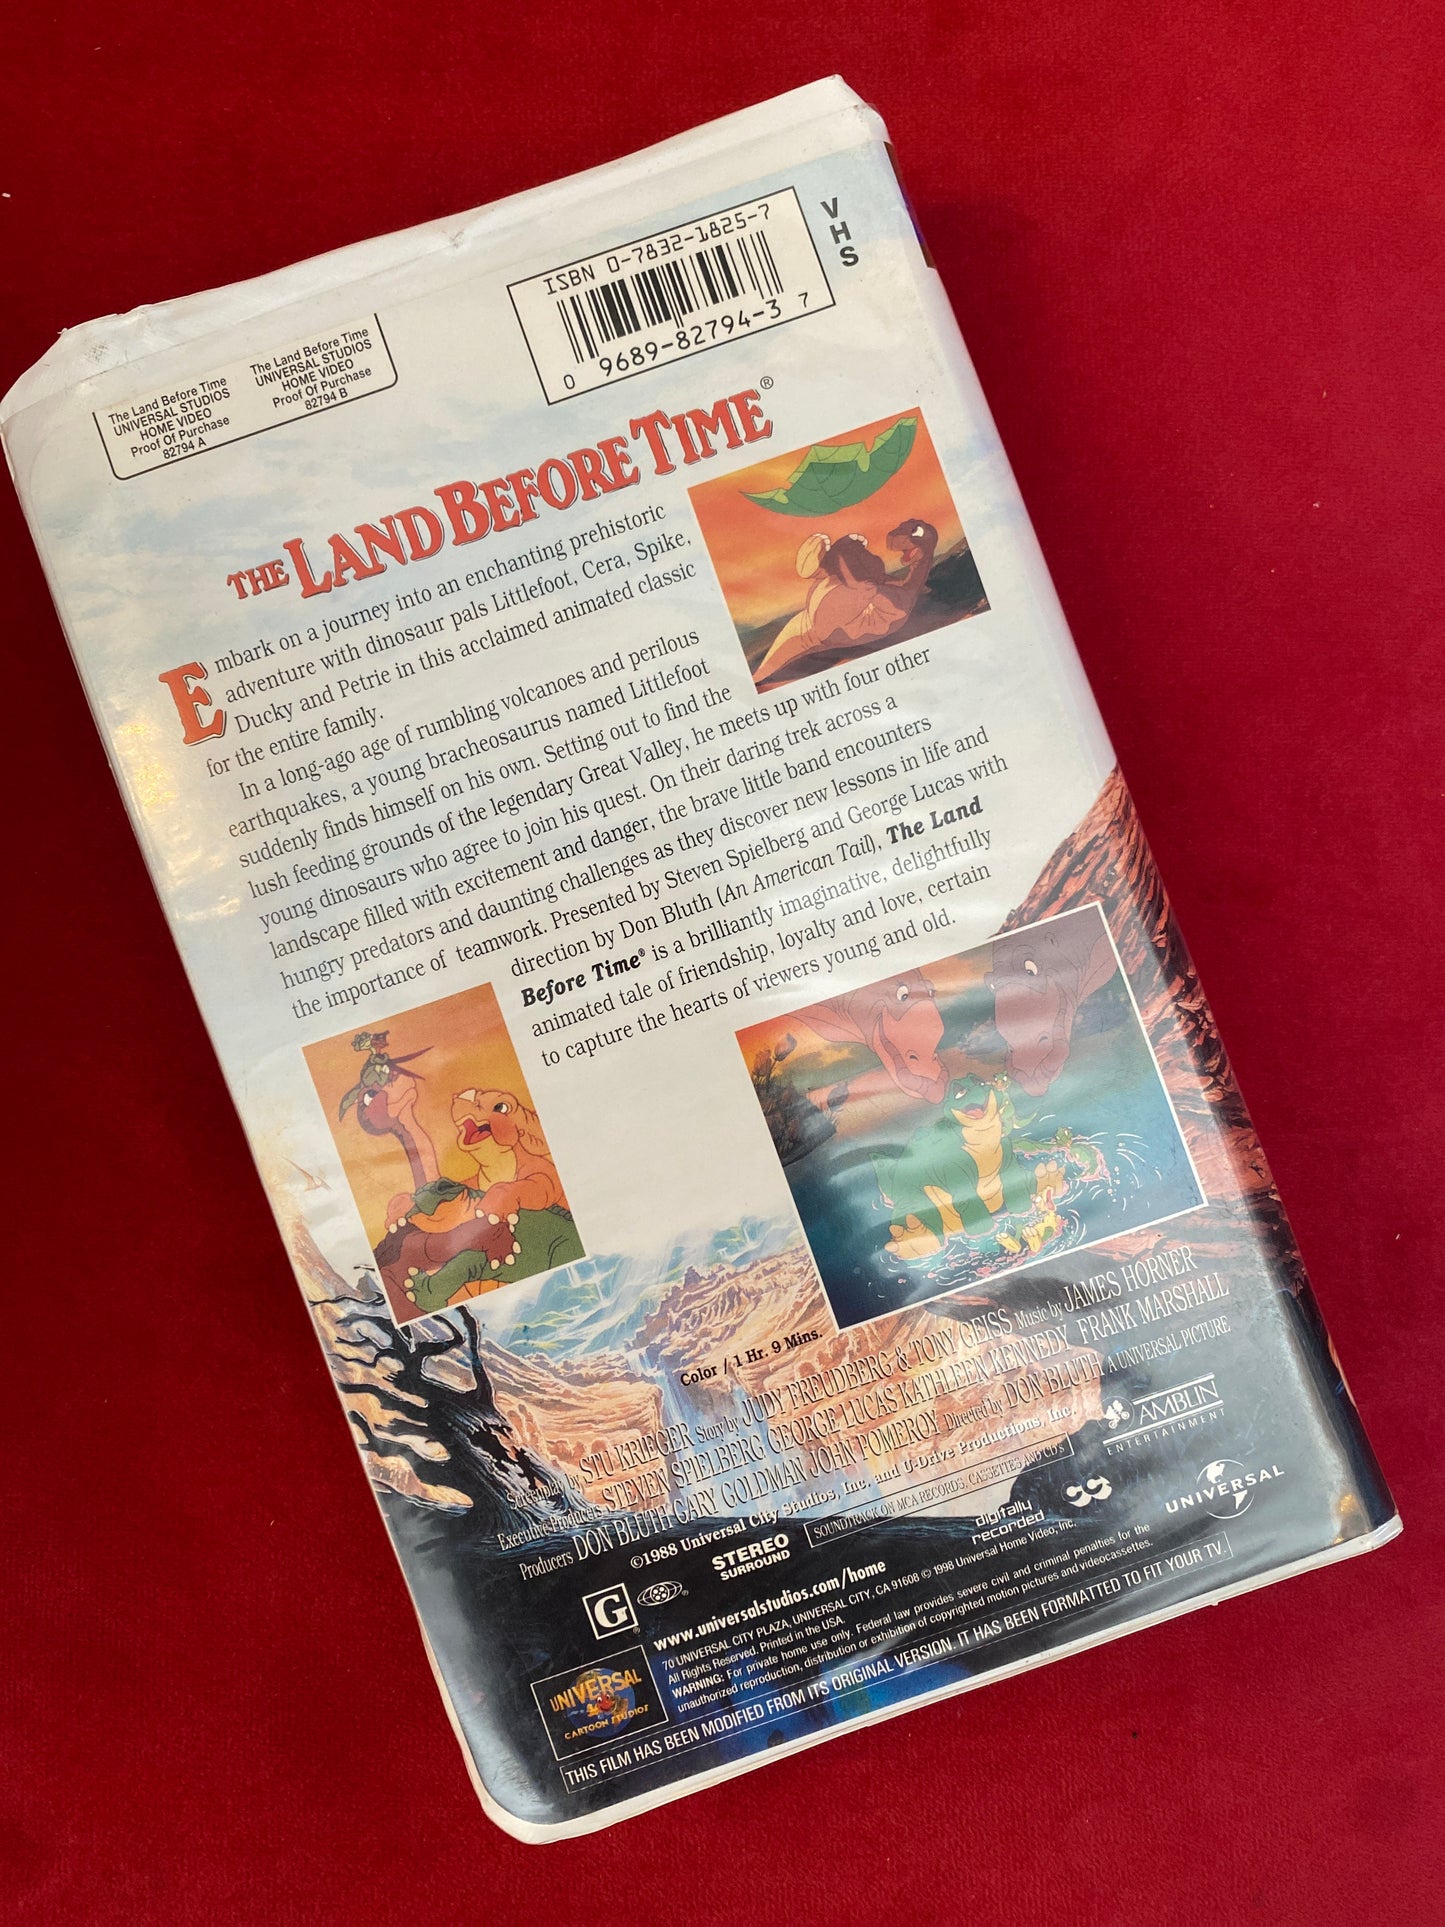 The Land Before Time
UNIVERSAL STUDIOS
HOME VIDEO
Proof Of Purchase
82794 A
The Land Before Time
UNIVERSAL STUDIOS
HOME VIDEO
Proof Of Purchase
82794 B
ISBN 0-7832-1825-7
0 9689-82794-3 7
VHS
THE LAND BEFORE TIME®
Embark on a journey into an enchanting prehistoric
adventure with dinosaur pals Littlefoot, Cera, Spike,
Ducky and Petrie in this acclaimed animated classic
for the entire family.
In a long-ago age of rumbling volcanoes and perilous
earthquakes, a young bracheosaurus named Littlefoot
suddenly finds himself on his own. Setting out to find the
lush feeding grounds of the legendary Great Valley, he meets up with four other
young dinosaurs who agree to join his quest. On their daring trek across a
landscape filled with excitement and danger, the brave little band encounters
hungry predators and daunting challenges as they discover new lessons in life and
the importance of teamwork. Presented by Steven Spielberg and George Lucas with
direction by Don Bluth (An American Tail), The Land
Before Time® is a brilliantly imaginative, delightfully
animated tale of friendship, loyalty and love, certain
to capture the hearts of viewers young and old.
Color / 1 Hr. 9 Mins.
Screenplay by STU KRIEGER Story by JUDY FREUDBERG & TONY GEISS Music by JAMES HORNER
Executive Producers STEVEN SPIELBERG GEORGE LUCAS KATHLEEN KENNEDY FRANK MARSHALL
Producers DON BLUTH GARY GOLDMAN JOHN POMEROY Directed by DON BLUTH A UNIVERSAL PICTURE
©1988 Universal City Studios, Inc. and U-Drive Productions, Inc.
AMBLIN
ENTERTAINMENT
STEREO
SURROUND
SOUNDTRACK ON MCA RECORDS, CASSETTES AND CD's
digitally
recorded
CC
UNIVERSAL
G
www.universalstudios.com/home
70 UNIVERSAL CITY PLAZA, UNIVERSAL CITY, CA 91608 © 1998 Universal Home Video, Inc.
All Rights Reserved. Printed in the USA.
WARNING: For private home use only. Federal law provides severe civil and criminal penalties for the
unauthorized reproduction, distribution or exhibition of copyrighted motion pictures and videocassettes.
UNIVERSAL
CARTOON STUDIOS
THIS FILM HAS BEEN MODIFIED FROM ITS ORIGINAL VERSION. IT HAS BEEN FORMATTED TO FIT YOUR TV.